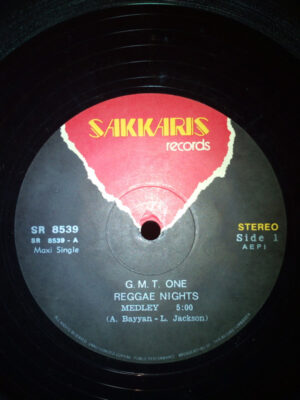 SAKKARIS
records
SR 8539
SR 8539 - A
Maxi Single
STEREO
Side 1
AEPI
G.M.T. ONE
REGGAE NIGHTS
MEDLEY 5:00
(A. Bayyan - L. Jackson)